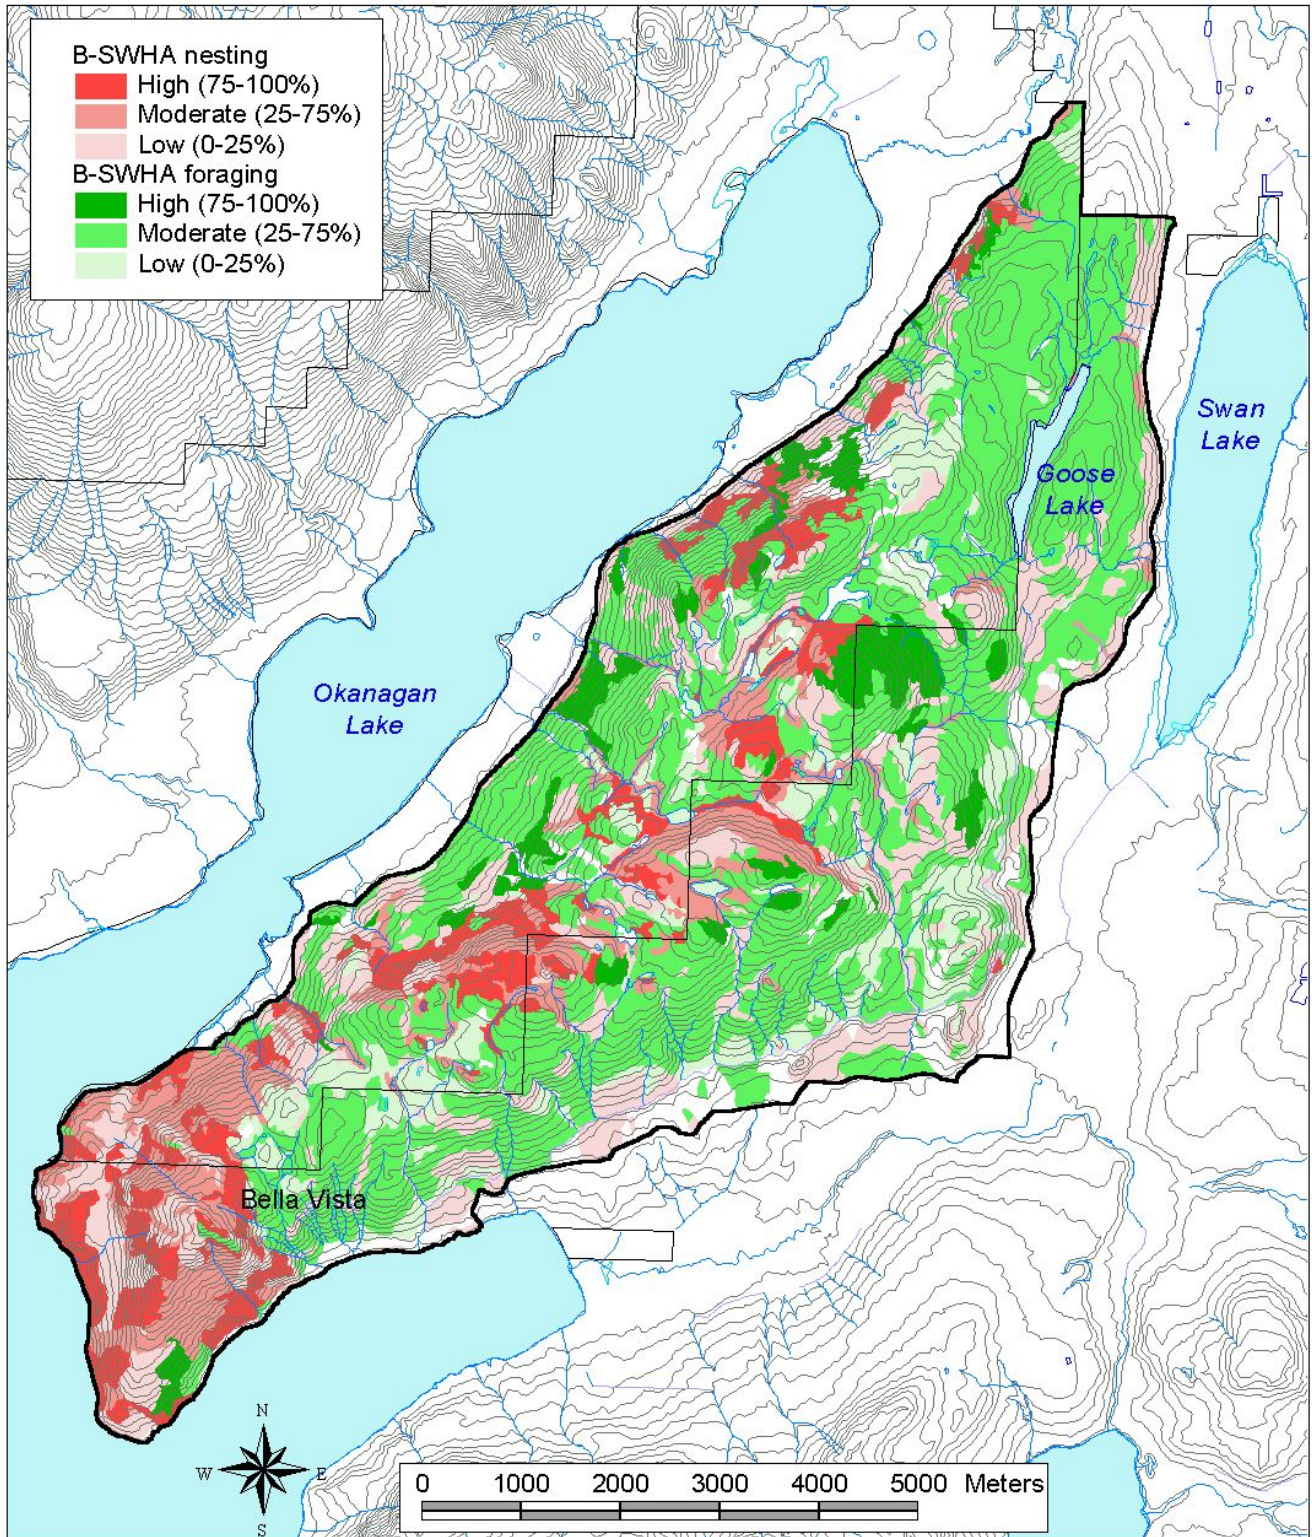 B-SWHA nesting
High (75-100%)
Moderate (25-75%)
Low (0-25%)
B-SWHA foraging
High (75-100%)
Moderate (25-75%)
Low (0-25%)
Swan
Lake
Goose
Lake
Okanagan
Lake
Bella Vista
N
W E
S
0 1000 2000 3000 4000 5000 Meters